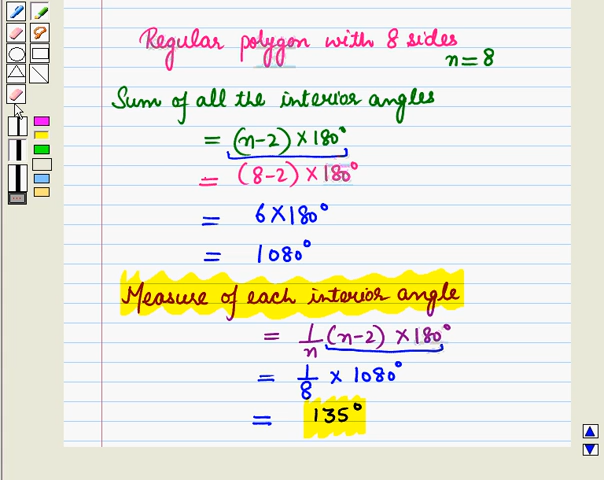 Regular polygon with 8 sides
n=8
Sum of all the interior angles
= (n-2) × 180°
= (8-2) × 180°
= 6 × 180°
= 1080°
Measure of each interior angle
= 1/n (n-2) × 180°
= 1/8 × 1080°
= 135°